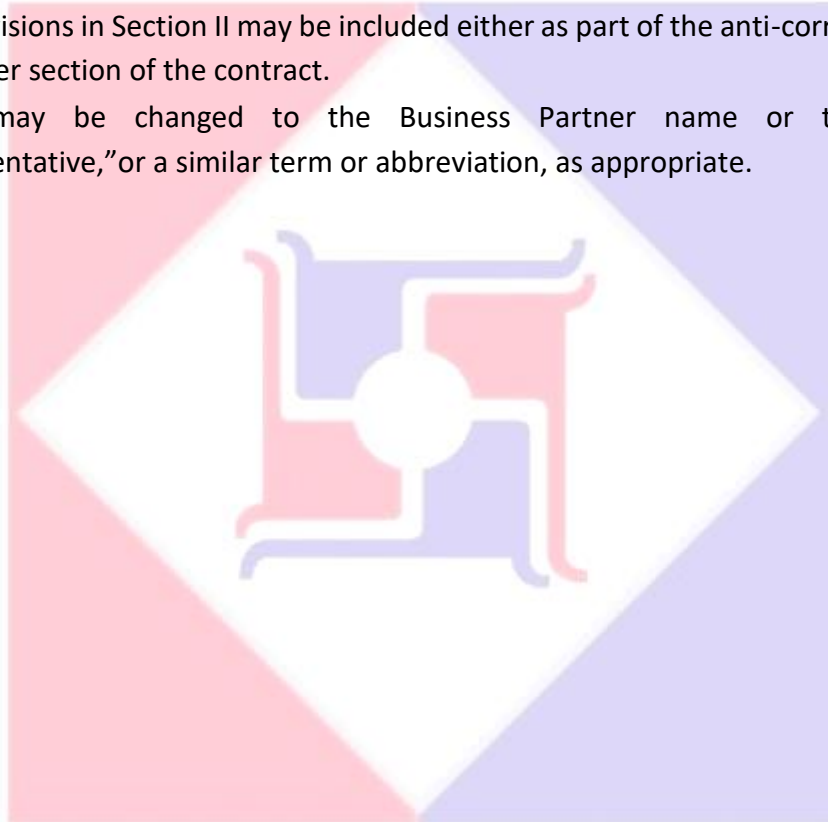 isions in Section II may be included either as part of the anti-corr
er section of the contract.
may be changed to the Business Partner name or t
entative,”or a similar term or abbreviation, as appropriate.